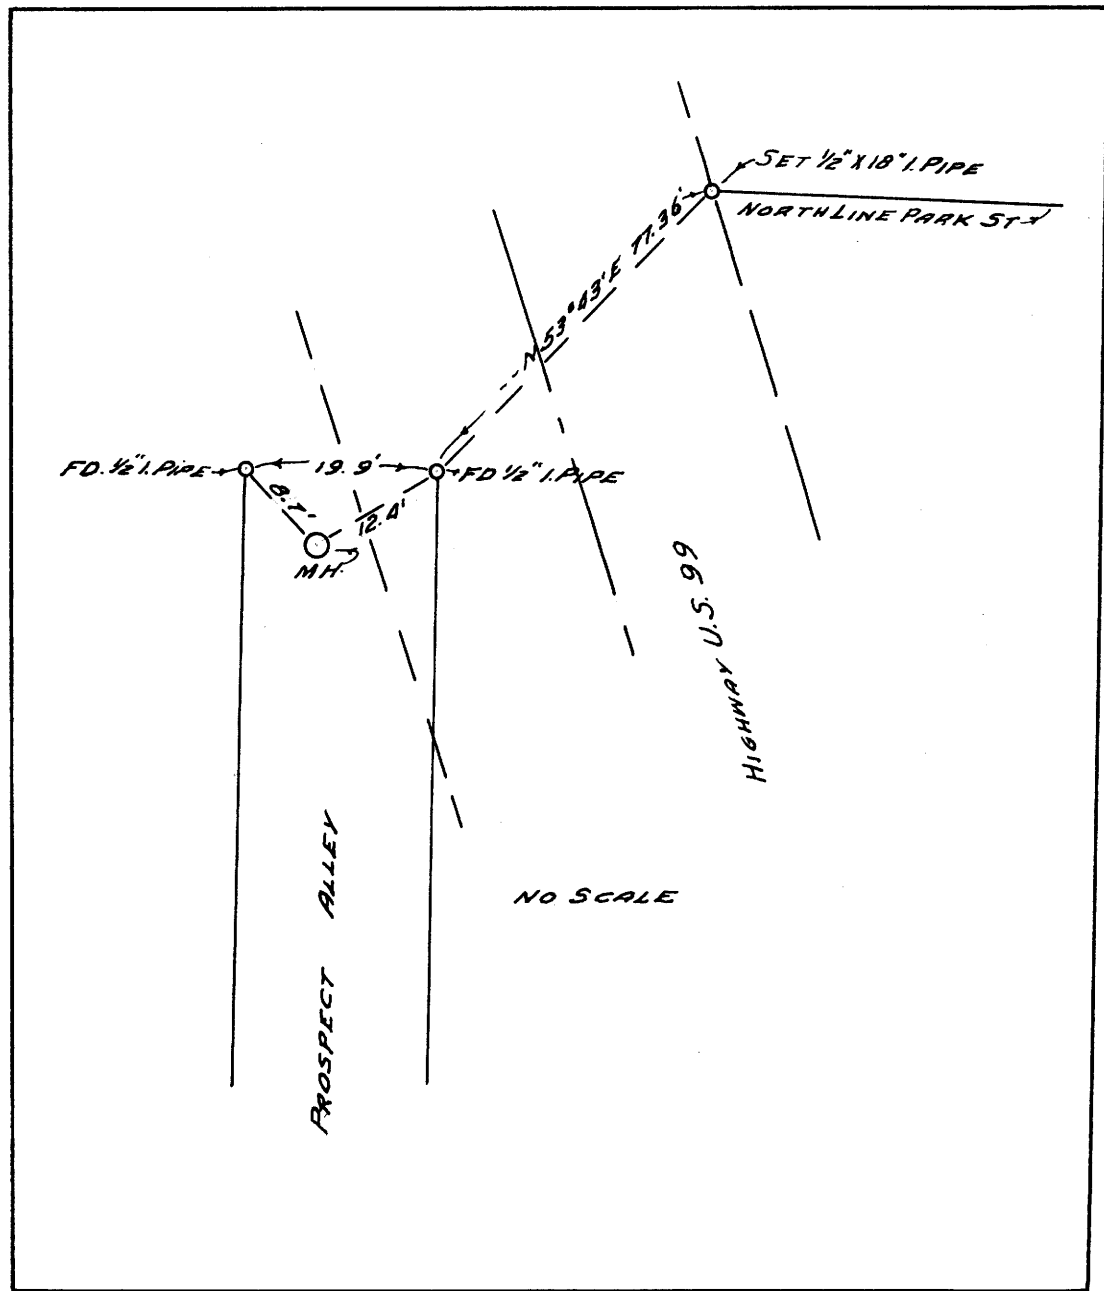 SET 1/2" X 18" I. PIPE
NORTH LINE PARK ST
N 53° 43' E 77.36'
FD. 1/2" I. PIPE
19.9'
FD 1/2" I. PIPE
8.7'
12.4'
M.H.
HIGHWAY U.S. 99
NO SCALE
PROSPECT ALLEY